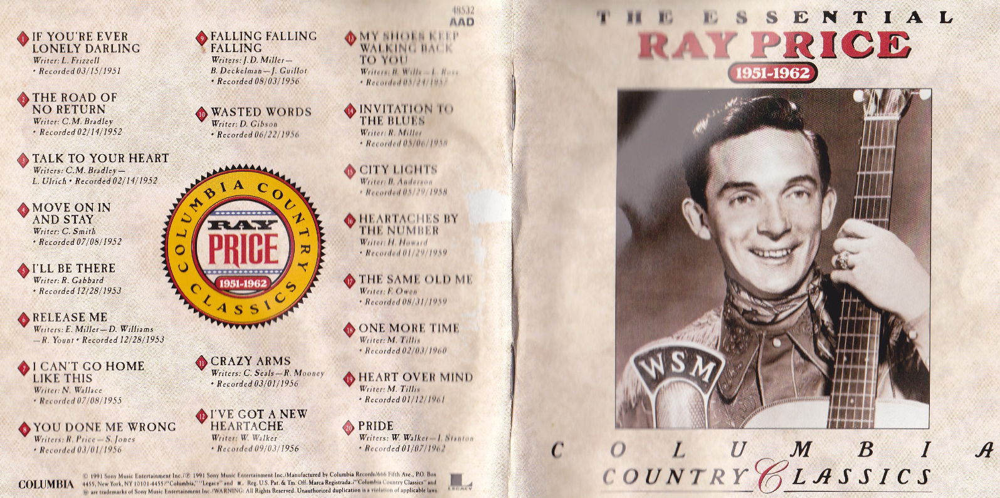 48532
AAD
1 IF YOU'RE EVER
LONELY DARLING
Writer: L. Frizzell
• Recorded 03/15/1951
2 THE ROAD OF
NO RETURN
Writer: C.M. Bradley
• Recorded 02/14/1952
3 TALK TO YOUR HEART
Writers: C.M. Bradley—
L. Ulrich • Recorded 02/14/1952
4 MOVE ON IN
AND STAY
Writer: C. Smith
• Recorded 07/08/1952
5 I'LL BE THERE
Writer: R. Gabbard
• Recorded 12/28/1953
6 RELEASE ME
Writers: E. Miller—D. Williams
—R. Yount • Recorded 12/28/1953
7 I CAN'T GO HOME
LIKE THIS
Writer: N. Wallace
• Recorded 07/08/1955
8 YOU DONE ME WRONG
Writers: R. Price—S. Jones
• Recorded 03/01/1956
9 FALLING FALLING
FALLING
Writers: J.D. Miller—
B. Deckelman—J. Guillot
• Recorded 08/03/1956
10 WASTED WORDS
Writer: D. Gibson
• Recorded 06/22/1956
COLUMBIA COUNTRY
RAY
PRICE
1951-1962
CLASSICS
11 CRAZY ARMS
Writers: C. Seals—R. Mooney
• Recorded 03/01/1956
12 I'VE GOT A NEW
HEARTACHE
Writer: W. Walker
• Recorded 09/03/1956
13 MY SHOES KEEP
WALKING BACK
TO YOU
Writers: B. Wills—L. Ross
• Recorded 05/24/1957
14 INVITATION TO
THE BLUES
Writer: R. Miller
• Recorded 05/06/1958
15 CITY LIGHTS
Writer: B. Anderson
• Recorded 05/29/1958
16 HEARTACHES BY
THE NUMBER
Writer: H. Howard
• Recorded 01/29/1959
17 THE SAME OLD ME
Writer: F. Owen
• Recorded 08/31/1959
18 ONE MORE TIME
Writer: M. Tillis
• Recorded 02/03/1960
19 HEART OVER MIND
Writer: M. Tillis
• Recorded 01/12/1961
20 PRIDE
Writers: W. Walker—I. Stanton
• Recorded 01/07/1962
COLUMBIA
© 1991 Sony Music Entertainment Inc./℗ 1991 Sony Music Entertainment Inc./Manufactured by Columbia Records/666 Fifth Ave., P.O. Box
4455, New York, NY 10101-4455/"Columbia," "Legacy" and Reg. U.S. Pat. & Tm. Off. Marca Registrada./"Columbia Country Classics" and
are trademarks of Sony Music Entertainment Inc./WARNING: All Rights Reserved. Unauthorized duplication is a violation of applicable laws.
LEGACY
THE ESSENTIAL
RAY PRICE
1951-1962
WSM
COLUMBIA
COUNTRY CLASSICS